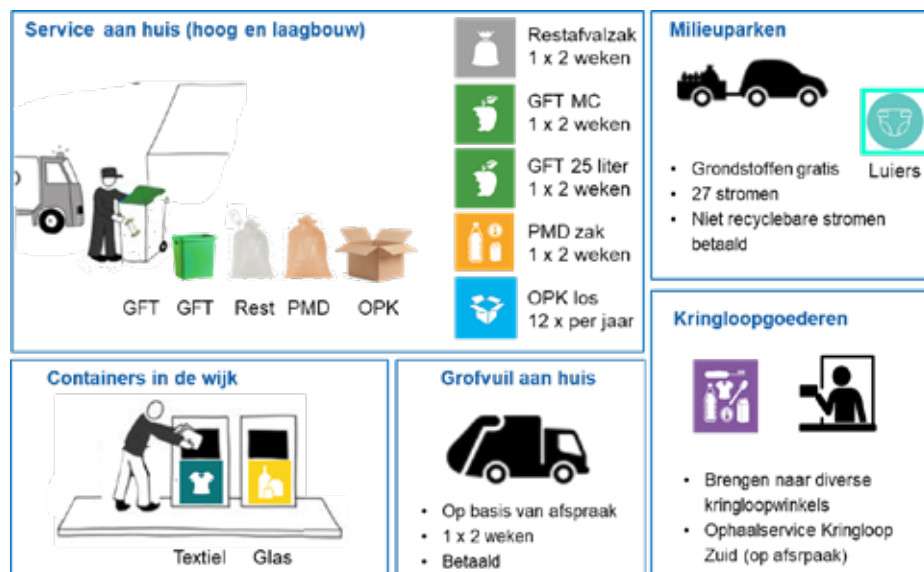 Service aan huis (hoog en laagbouw)
GFT
GFT
Rest
PMD
OPK
Restafvalzak
1 x 2 weken
GFT MC
1 x 2 weken
GFT 25 liter
1 x 2 weken
PMD zak
1 x 2 weken
OPK los
12 x per jaar
Milieuparken
Luiers
• Grondstoffen gratis
• 27 stromen
• Niet recyclebare stromen
betaald
Containers in de wijk
Textiel
Glas
Grofvuil aan huis
• Op basis van afspraak
• 1 x 2 weken
• Betaald
Kringloopgoederen
• Brengen naar diverse
kringloopwinkels
• Ophaalservice Kringloop
Zuid (op afsrpaak)